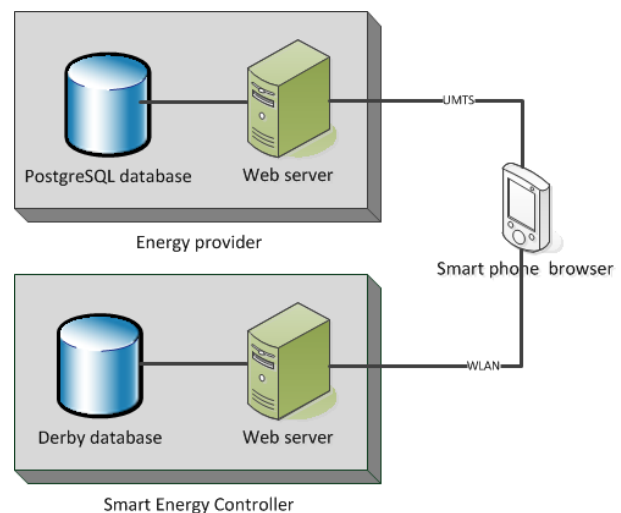 PostgreSQL database
Web server
UMTS
Energy provider
Smart phone browser
Derby database
Web server
WLAN
Smart Energy Controller